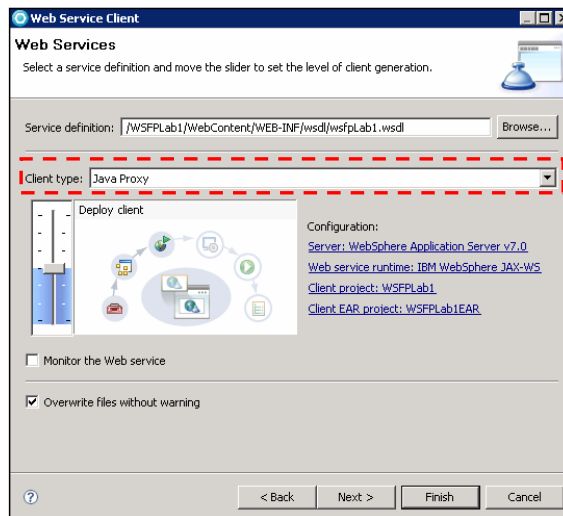 Web Service Client
Web Services
Select a service definition and move the slider to set the level of client generation.
Service definition: /WSFPLab1/WebContent/WEB-INF/wsdl/wsfpLab1.wsdl Browse...
Client type: Java Proxy
Deploy client
Configuration:
Server: WebSphere Application Server v7.0
Web service runtime: IBM WebSphere JAX-WS
Client project: WSFPLab1
Client EAR project: WSFPLab1EAR
Monitor the Web service
Overwrite files without warning
? < Back Next > Finish Cancel